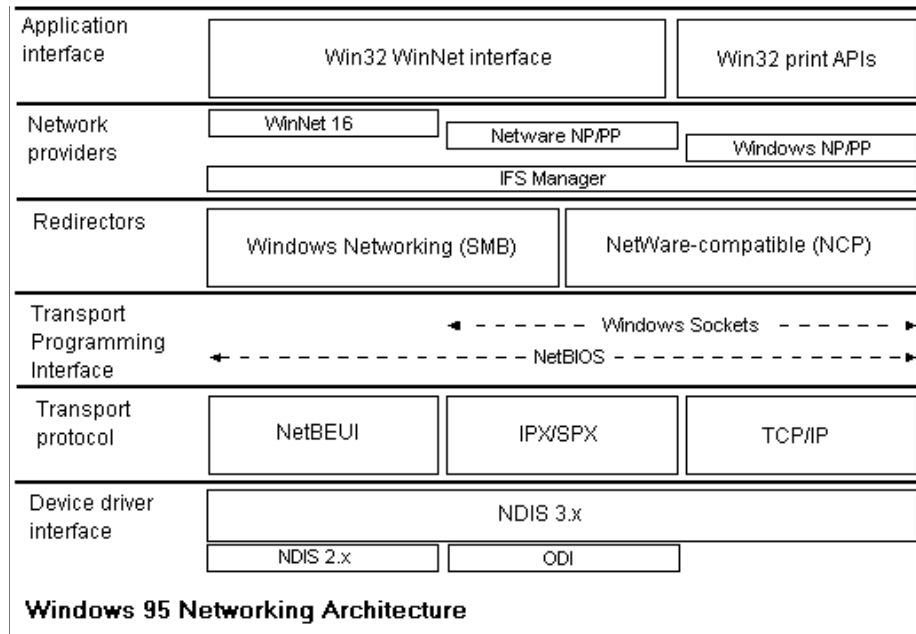 Application
interface
Win32 WinNet interface
Win32 print APIs
Network
providers
WinNet 16
Netware NP/PP
Windows NP/PP
IFS Manager
Redirectors
Windows Networking (SMB)
NetWare-compatible (NCP)
Transport
Programming
Interface
Windows Sockets
NetBIOS
Transport
protocol
NetBEUI
IPX/SPX
TCP/IP
Device driver
interface
NDIS 3.x
NDIS 2.x
ODI
Windows 95 Networking Architecture